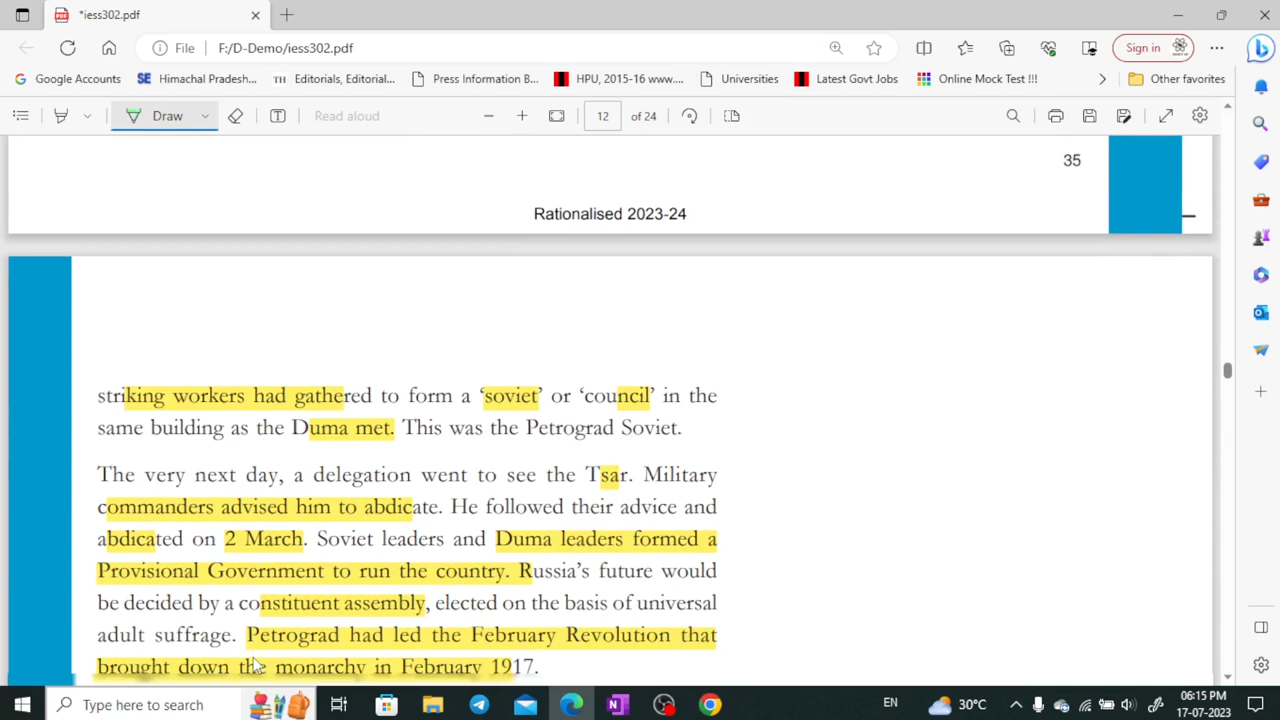 *iess302.pdf
File F:/D-Demo/iess302.pdf Sign in
Google Accounts SE Himachal Pradesh... TH Editorials, Editorial... Press Information B... HPU, 2015-16 www.... Universities Latest Govt Jobs Online Mock Test !!! Other favorites
Draw Read aloud 12 of 24
35
Rationalised 2023-24
striking workers had gathered to form a ‘soviet’ or ‘council’ in the
same building as the Duma met. This was the Petrograd Soviet.
The very next day, a delegation went to see the Tsar. Military
commanders advised him to abdicate. He followed their advice and
abdicated on 2 March. Soviet leaders and Duma leaders formed a
Provisional Government to run the country. Russia’s future would
be decided by a constituent assembly, elected on the basis of universal
adult suffrage. Petrograd had led the February Revolution that
brought down the monarchy in February 1917.
Type here to search 30°C EN 06:15 PM
17-07-2023